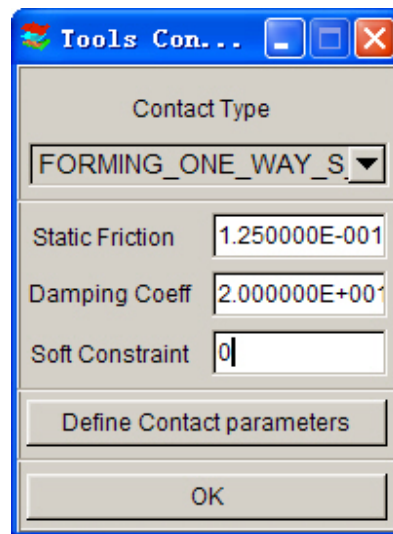 Tools Con...
Contact Type
FORMING_ONE_WAY_S_
Static Friction 1.250000E-001
Damping Coeff 2.000000E+001
Soft Constraint 0
Define Contact parameters
OK